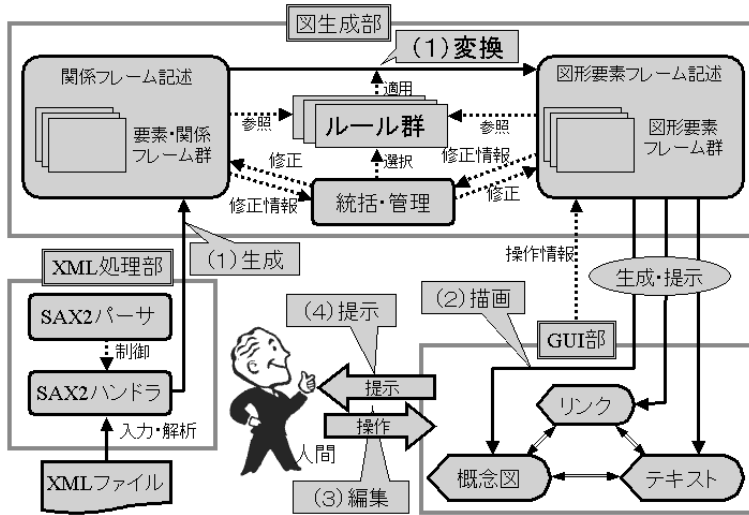 図生成部
(1)変換
関係フレーム記述
要素・関係
フレーム群
参照
適用
ルール群
参照
図形要素フレーム記述
図形要素
フレーム群
修正
選択
修正情報
修正情報
統括・管理
修正
(1)生成
操作情報
生成・提示
XML処理部
SAX2パーサ
制御
SAX2ハンドラ
入力・解析
XMLファイル
(4)提示
(2)描画
GUI部
提示
操作
人間
(3)編集
リンク
概念図
テキスト